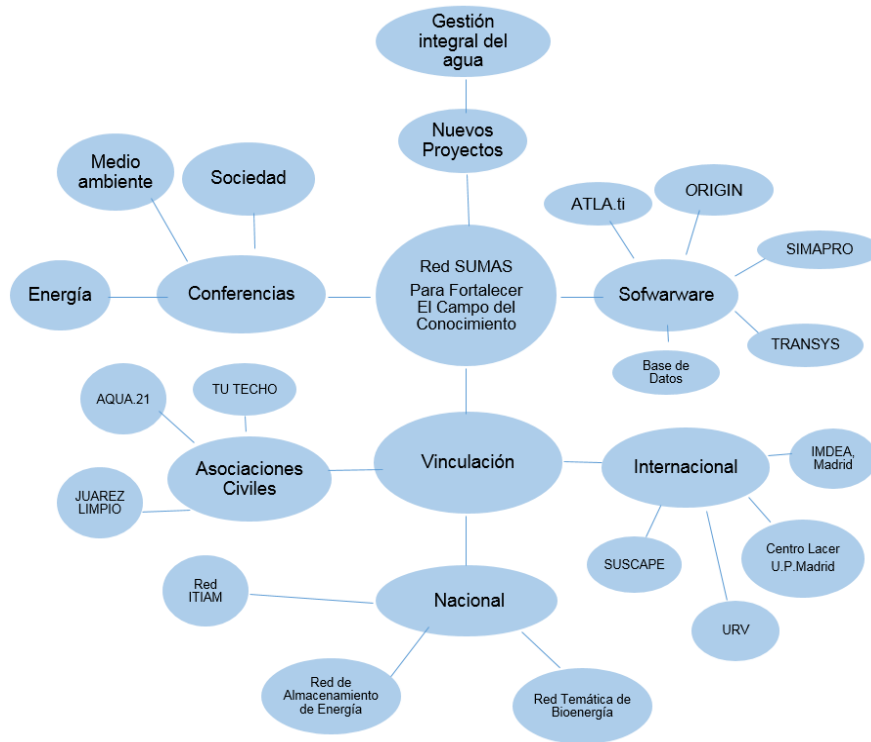 Gestión
integral del
agua
Nuevos
Proyectos
Medio
ambiente
Sociedad
Energía
Conferencias
Red SUMAS
Para Fortalecer
El Campo del
Conocimiento
ATLA.ti
ORIGIN
SIMAPRO
Sofwarware
TRANSYS
Base de
Datos
AQUA.21
TU TECHO
Asociaciones
Civiles
JUAREZ
LIMPIO
Vinculación
Internacional
IMDEA,
Madrid
SUSCAPE
Centro Lacer
U.P.Madrid
URV
Red
ITIAM
Nacional
Red de
Almacenamiento
de Energía
Red Temática de
Bioenergía